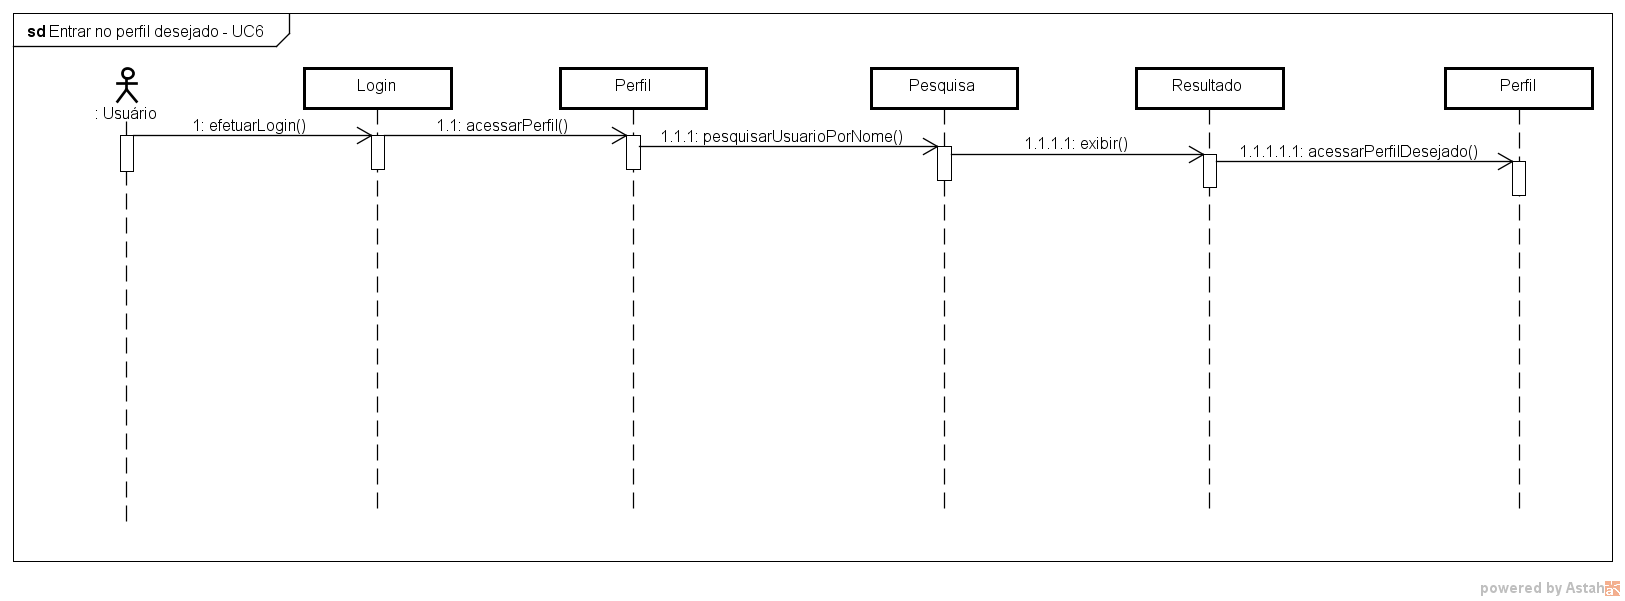 sd Entrar no perfil desejado - UC6
: Usuário
Login
Perfil
Pesquisa
Resultado
Perfil
1: efetuarLogin()
1.1: acessarPerfil()
1.1.1: pesquisarUsuarioPorNome()
1.1.1.1: exibir()
1.1.1.1.1: acessarPerfilDesejado()
powered by Astah